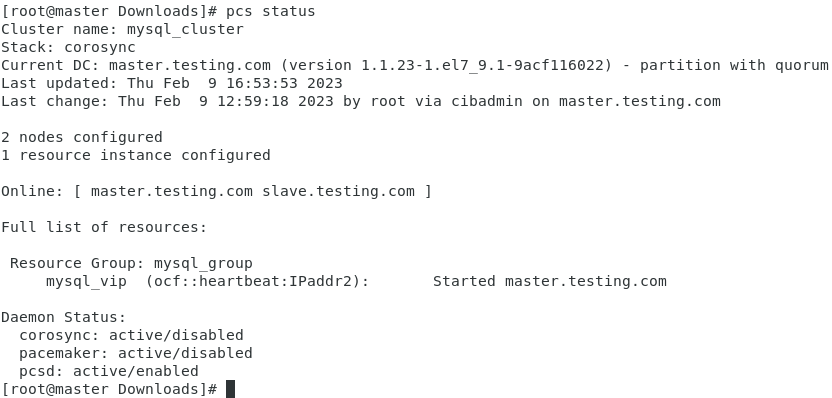 [root@master Downloads]# pcs status
Cluster name: mysql_cluster
Stack: corosync
Current DC: master.testing.com (version 1.1.23-1.el7_9.1-9acf116022) - partition with quorum
Last updated: Thu Feb  9 16:53:53 2023
Last change: Thu Feb  9 12:59:18 2023 by root via cibadmin on master.testing.com

2 nodes configured
1 resource instance configured

Online: [ master.testing.com slave.testing.com ]

Full list of resources:

 Resource Group: mysql_group
     mysql_vip  (ocf::heartbeat:IPaddr2):       Started master.testing.com

Daemon Status:
  corosync: active/disabled
  pacemaker: active/disabled
  pcsd: active/enabled
[root@master Downloads]#